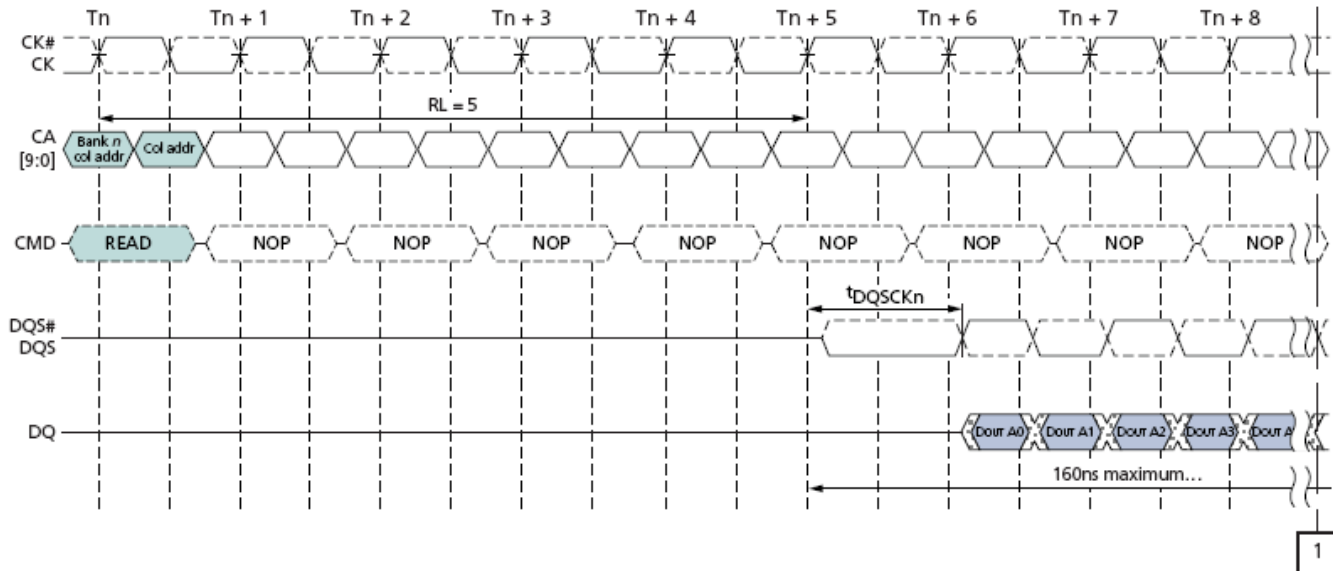 Tn Tn + 1 Tn + 2 Tn + 3 Tn + 4 Tn + 5 Tn + 6 Tn + 7 Tn + 8
CK#
CK
RL = 5
CA
[9:0]
Bank n
col addr
Col addr
CMD
READ NOP NOP NOP NOP NOP NOP NOP NOP
tDQSCKn
DQS#
DQS
DQ
DOUT A0 DOUT A1 DOUT A2 DOUT A3 DOUT A
160ns maximum…
1